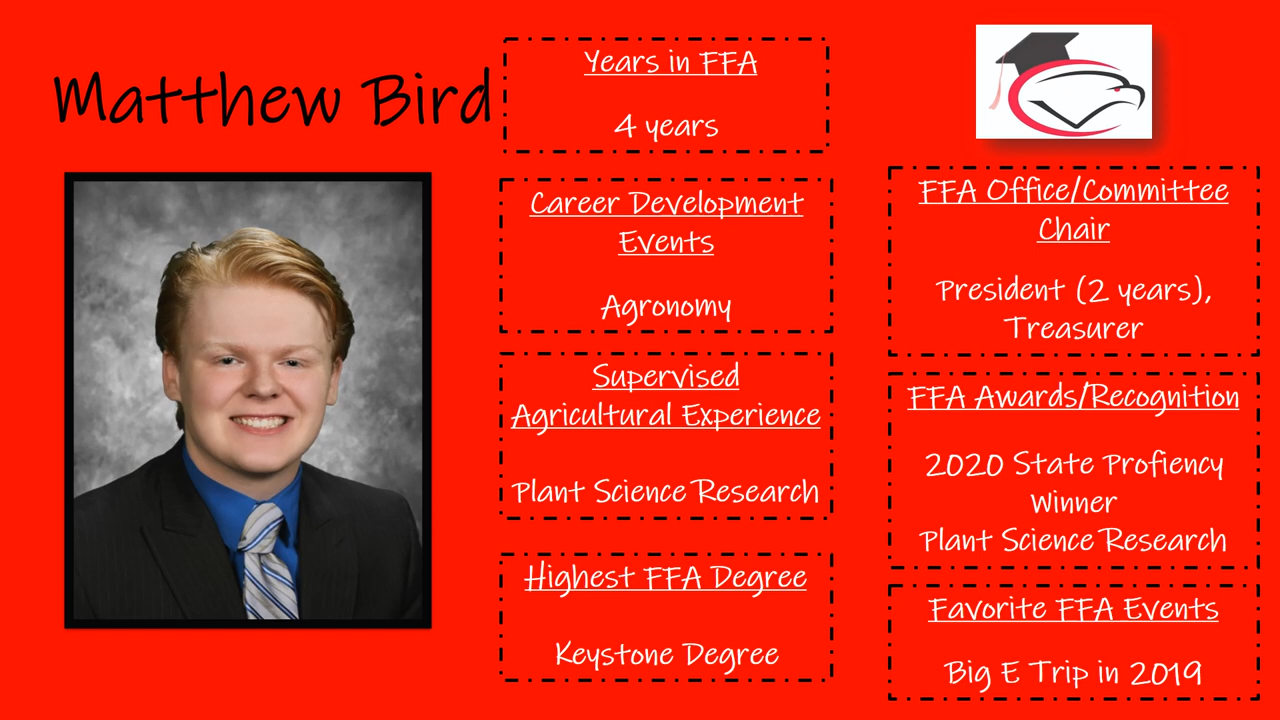 Matthew Bird
Years in FFA
4 years
Career Development
Events
Agronomy
Supervised
Agricultural Experience
Plant Science Research
Highest FFA Degree
Keystone Degree
FFA Office/Committee
Chair
President (2 years),
Treasurer
FFA Awards/Recognition
2020 State Profiency
Winner
Plant Science Research
Favorite FFA Events
Big E Trip in 2019